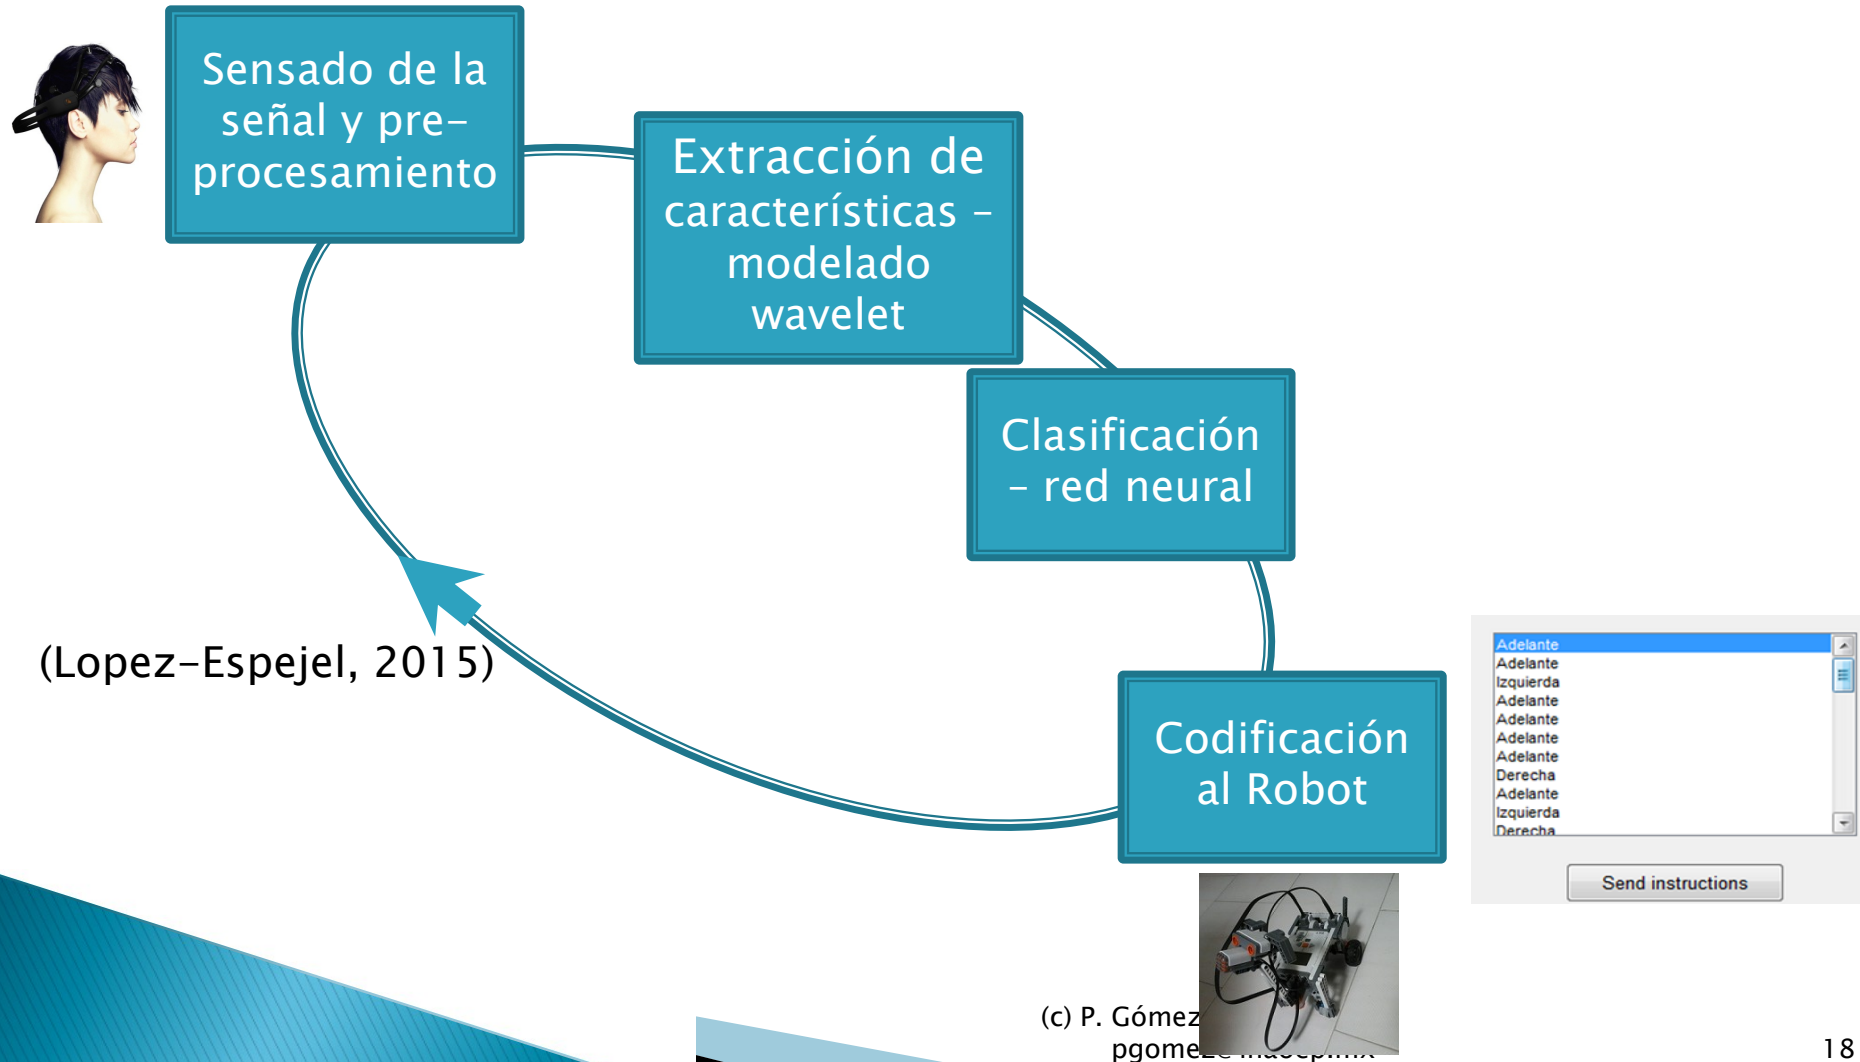 Sensado de la
señal y pre-
procesamiento
Extracción de
características -
modelado
wavelet
Clasificación
- red neural
Codificación
al Robot
(Lopez-Espejel, 2015)
Adelante
Adelante
Izquierda
Adelante
Adelante
Adelante
Adelante
Derecha
Adelante
Izquierda
Derecha
Send instructions
(c) P. Gómez
18